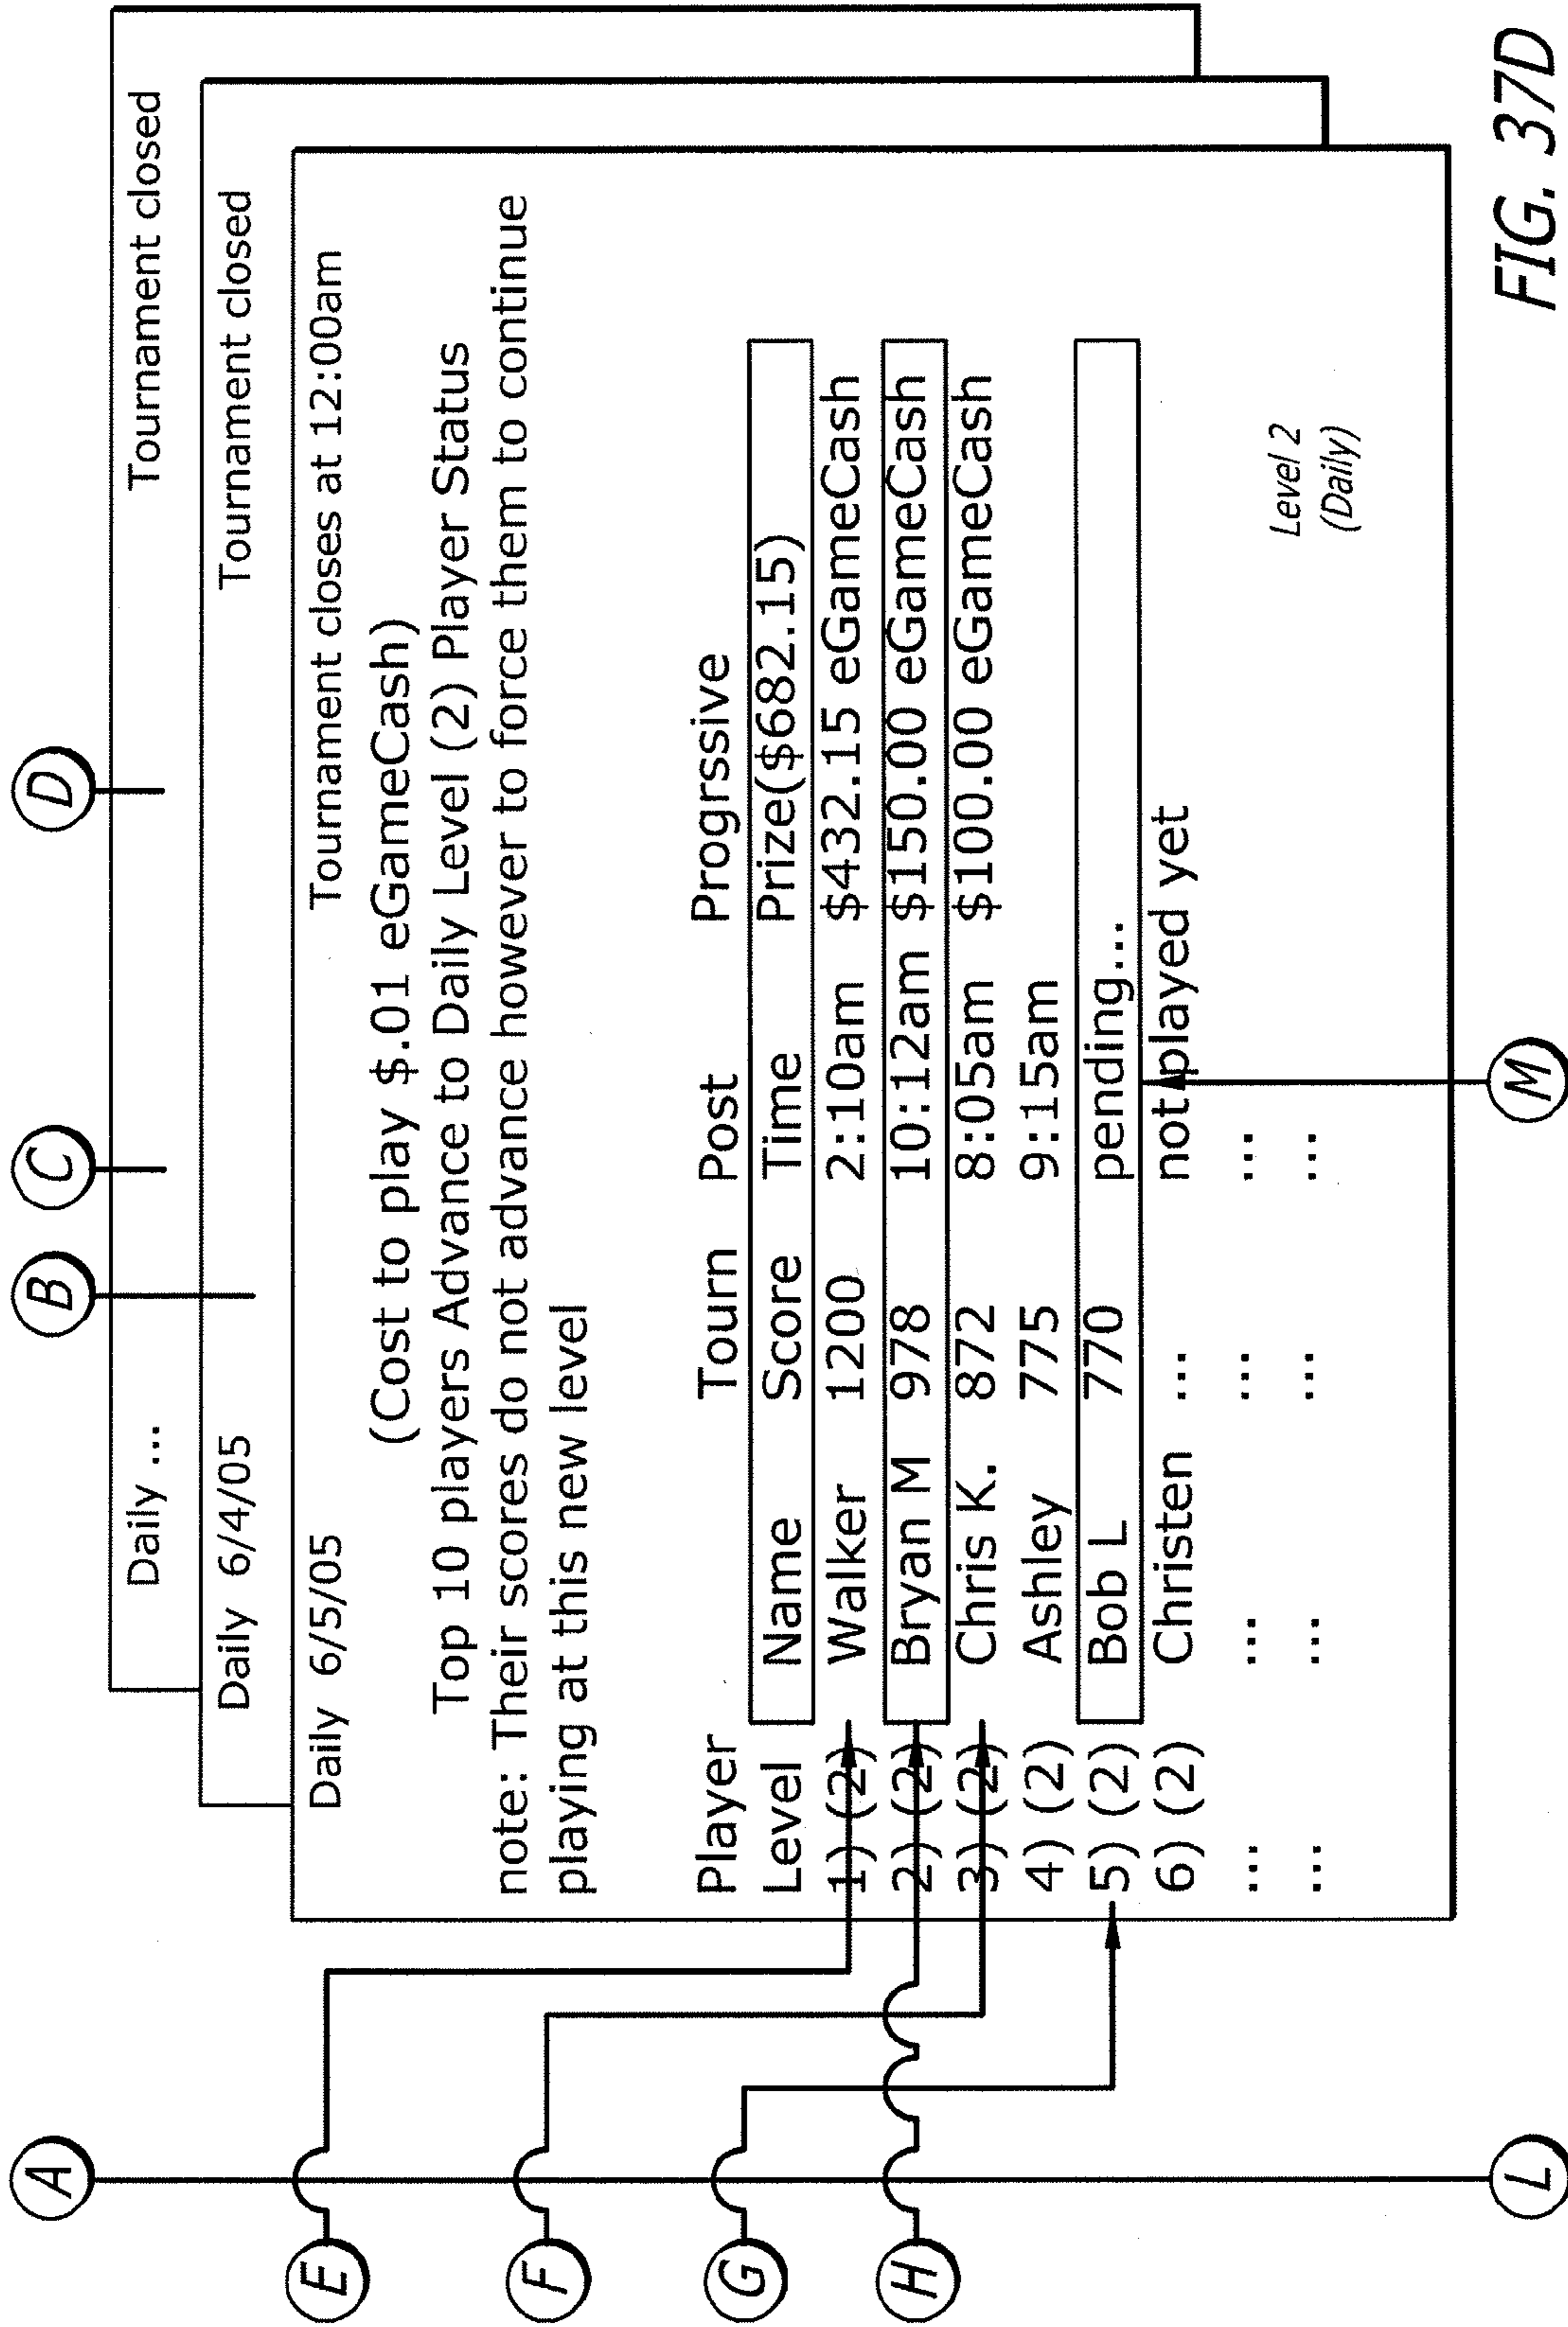 A
B
C
D
Daily ... Tournament closed
Daily 6/4/05 Tournament closed
Daily 6/5/05 Tournament closes at 12:00am
(Cost to play $.01 eGameCash)
Top 10 players Advance to Daily Level (2) Player Status
note: Their scores do not advance however to force them to continue
playing at this new level
Player Tourn Post Progrssive
Level Name Score Time Prize($682.15)
1) (2) Walker 1200 2:10am $432.15 eGameCash
2) (2) Bryan M 978 10:12am $150.00 eGameCash
3) (2) Chris K. 872 8:05am $100.00 eGameCash
4) (2) Ashley 775 9:15am
5) (2) Bob L 770 pending...
6) (2) Christen ... not played yet
... ... ... ...
... ... ... ...
Level 2
(Daily)
E
F
G
H
L
M
FIG. 37D